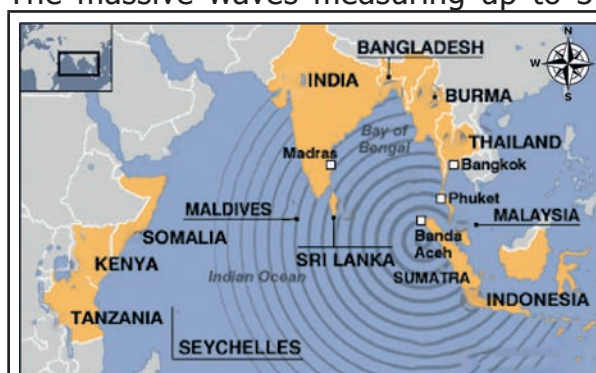 The massive waves measuring up to
BANGLADESH
N
W
E
S
INDIA
BURMA
Bay of
Bengal
THAILAND
Madras
Bangkok
Phuket
MALDIVES
MALAYSIA
SOMALIA
Banda
Aceh
SRI LANKA
KENYA
Indian Ocean
SUMATRA
INDONESIA
TANZANIA
SEYCHELLES